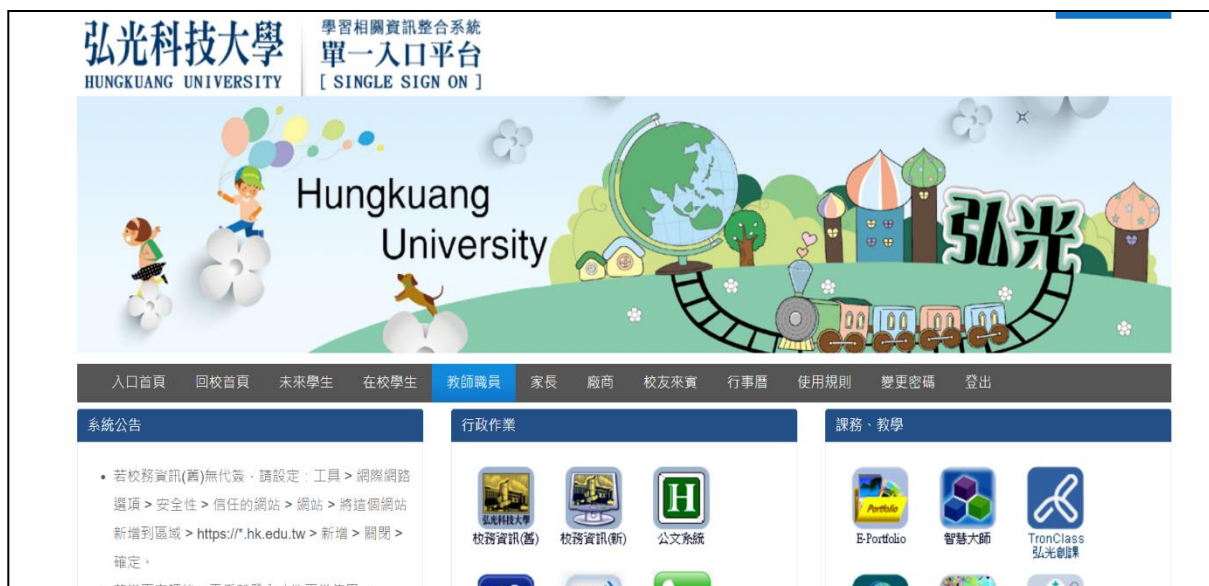 弘光科技大學
HUNGKUANG UNIVERSITY
學習相關資訊整合系統
單一入口平台
[ SINGLE SIGN ON ]
Hungkuang
University
弘光
入口首頁 回校首頁 未來學生 在校學生 教師職員 家長 廠商 校友來賓 行事曆 使用規則 變更密碼 登出
系統公告
• 若校務資訊(舊)無代簽，請設定：工具 > 網際網路
選項 > 安全性 > 信任的網站 > 網站 > 將這個網站
新增到區域 > https://*.hk.edu.tw > 新增 > 關閉 >
確定。
行政作業
弘光科技大學
校務資訊(舊)
校務資訊(新)
H
公文系統
課務、教學
Portfolio
E-Portfolio
智慧大師
TronClass
弘光創課